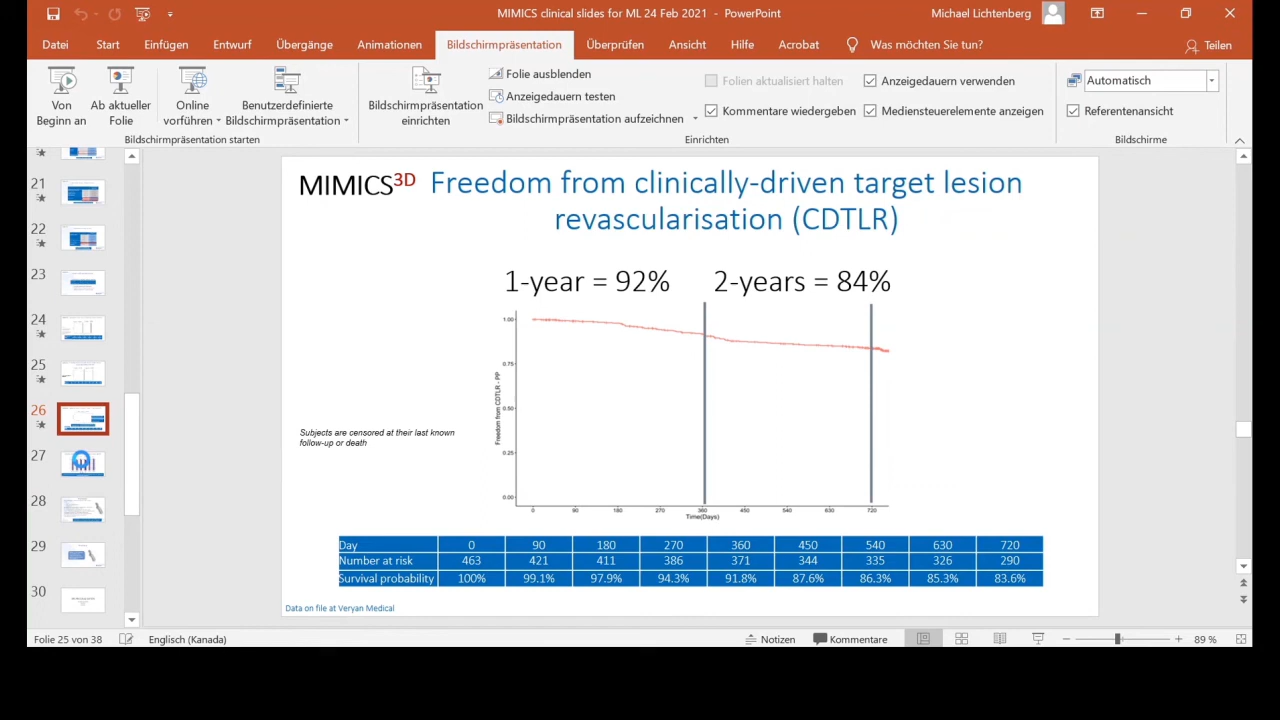 MIMICS clinical slides for ML 24 Feb 2021 - PowerPoint
Michael Lichtenberg
Datei Start Einfügen Entwurf Übergänge Animationen Bildschirmpräsentation Überprüfen Ansicht Hilfe Acrobat Was möchten Sie tun? Teilen
Von Beginn an
Ab aktueller Folie
Online vorführen
Benutzerdefinierte Bildschirmpräsentation
Bildschirmpräsentation starten
Bildschirmpräsentation einrichten
Folie ausblenden
Anzeigedauern testen
Bildschirmpräsentation aufzeichnen
Folien aktualisiert halten
Kommentare wiedergeben
Anzeigedauern verwenden
Mediensteuerelemente anzeigen
Einrichten
Automatisch
Referentenansicht
Bildschirme
21
22
23
24
25
26
27
28
29
30
MIMICS3D
Freedom from clinically-driven target lesion
revascularisation (CDTLR)
1-year = 92% 2-years = 84%
Freedom from CDTLR - PP
1.00
0.75
0.50
0.25
0.00
0 90 180 270 360 450 540 630 720
Time(Days)
Subjects are censored at their last known
follow-up or death
Day 0 90 180 270 360 450 540 630 720
Number at risk 463 421 411 386 371 344 335 326 290
Survival probability 100% 99.1% 97.9% 94.3% 91.8% 87.6% 86.3% 85.3% 83.6%
Data on file at Veryan Medical
Folie 25 von 38 Englisch (Kanada) Notizen Kommentare 89 %